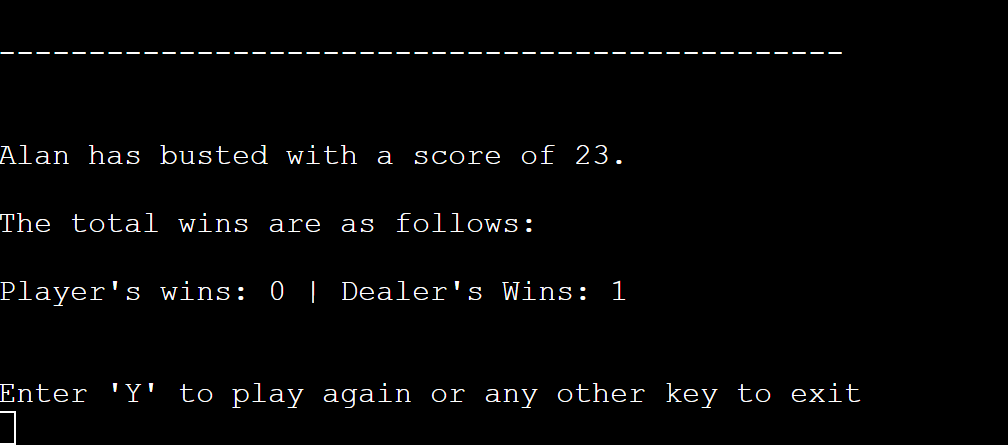 -----------------------------------------------
Alan has busted with a score of 23.
The total wins are as follows:
Player's wins: 0 | Dealer's Wins: 1
Enter 'Y' to play again or any other key to exit